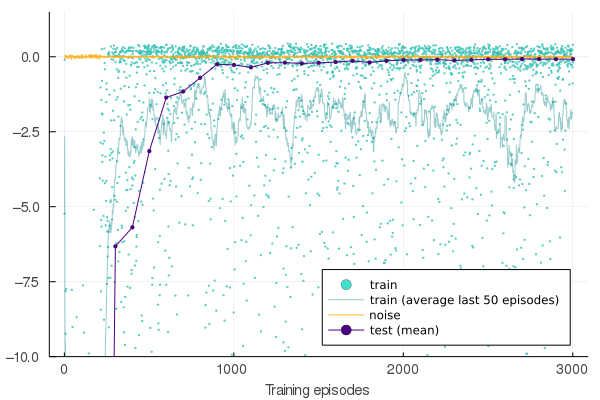 0.0
−2.5
−5.0
−7.5
−10.0
train
train (average last 50 episodes)
noise
test (mean)
0
1000
2000
3000
Training episodes